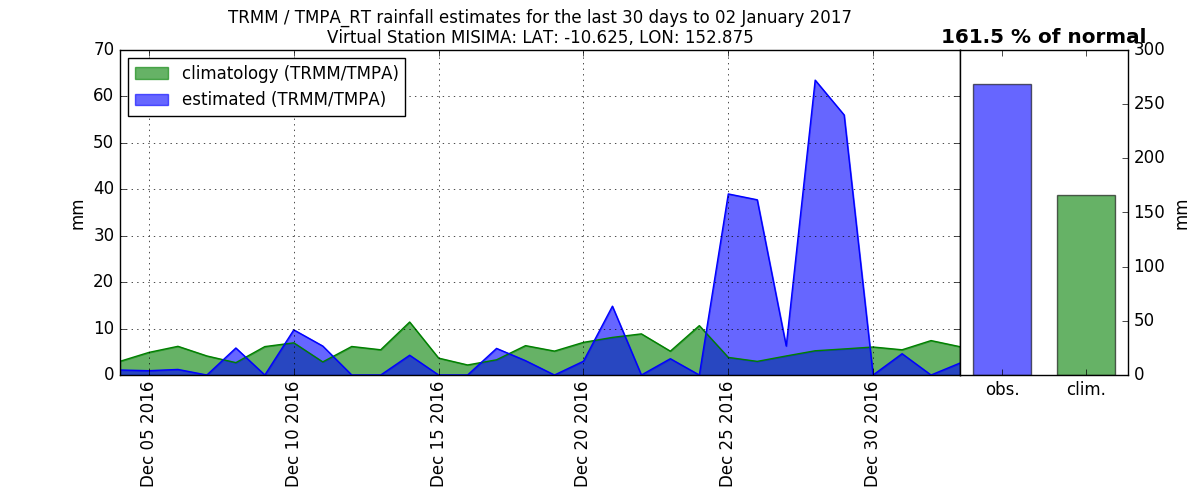 TRMM / TMPA_RT rainfall estimates for the last 30 days to 02 January 2017
Virtual Station MISIMA: LAT: -10.625, LON: 152.875
161.5 % of normal
climatology (TRMM/TMPA)
estimated (TRMM/TMPA)
70
60
50
40
30
20
10
0
mm
Dec 05 2016
Dec 10 2016
Dec 15 2016
Dec 20 2016
Dec 25 2016
Dec 30 2016
300
250
200
150
100
50
0
mm
obs.
clim.